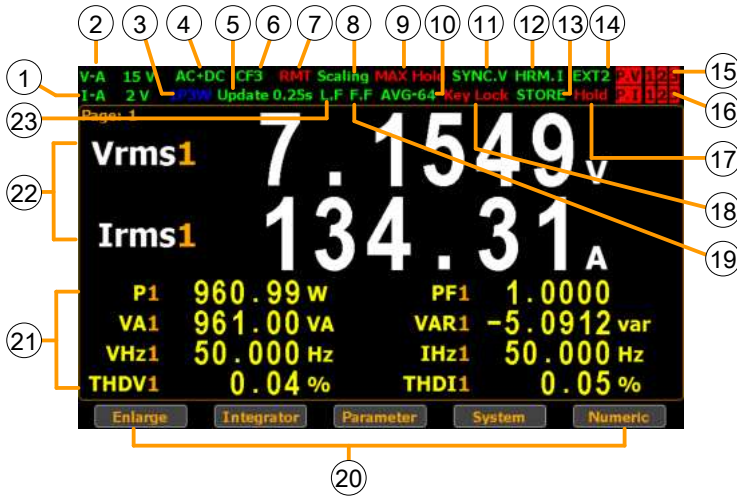 2 3 4 5 6 7 8 9 10 11 12 13 14
V-A 15 V AC+DC CF3 RMT Scaling MAX Hold SYNC.V HRM.I EXT2 P.V 1 2 3 15
1 I-A 2 V Update 0.25s L.F F.F AVG-64 Key Lock STORE Hold P.I 1 2 3 16
23 Page: 1 17
Vrms1 7.1549 V
22 18
Irms1 134.31 A 19
P1 960.99 W PF1 1.0000
VA1 961.00 VA VAR1 -5.0912 var
21
VHz1 50.000 Hz IHz1 50.000 Hz
THDV1 0.04 % THDI1 0.05 %
Enlarge Integrator Parameter System Numeric
20